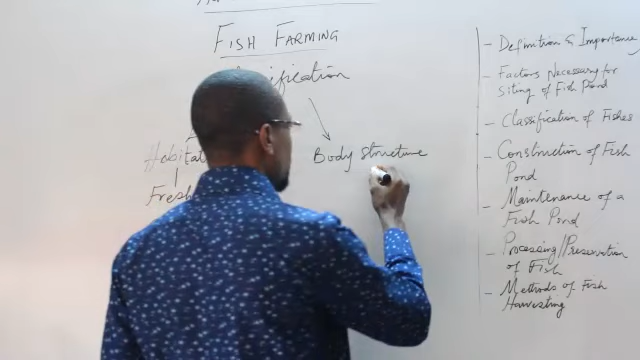 FISH FARMING
Habitat
Body structure
Fresh
- Definition & Importance
- Factors Necessary for
Siting of Fish Pond
- Classification of Fishes
- Construction of Fish
Pond
- Maintenance of a
Fish Pond
- Processing/Preservation
of Fish
- Methods of Fish
Harvesting